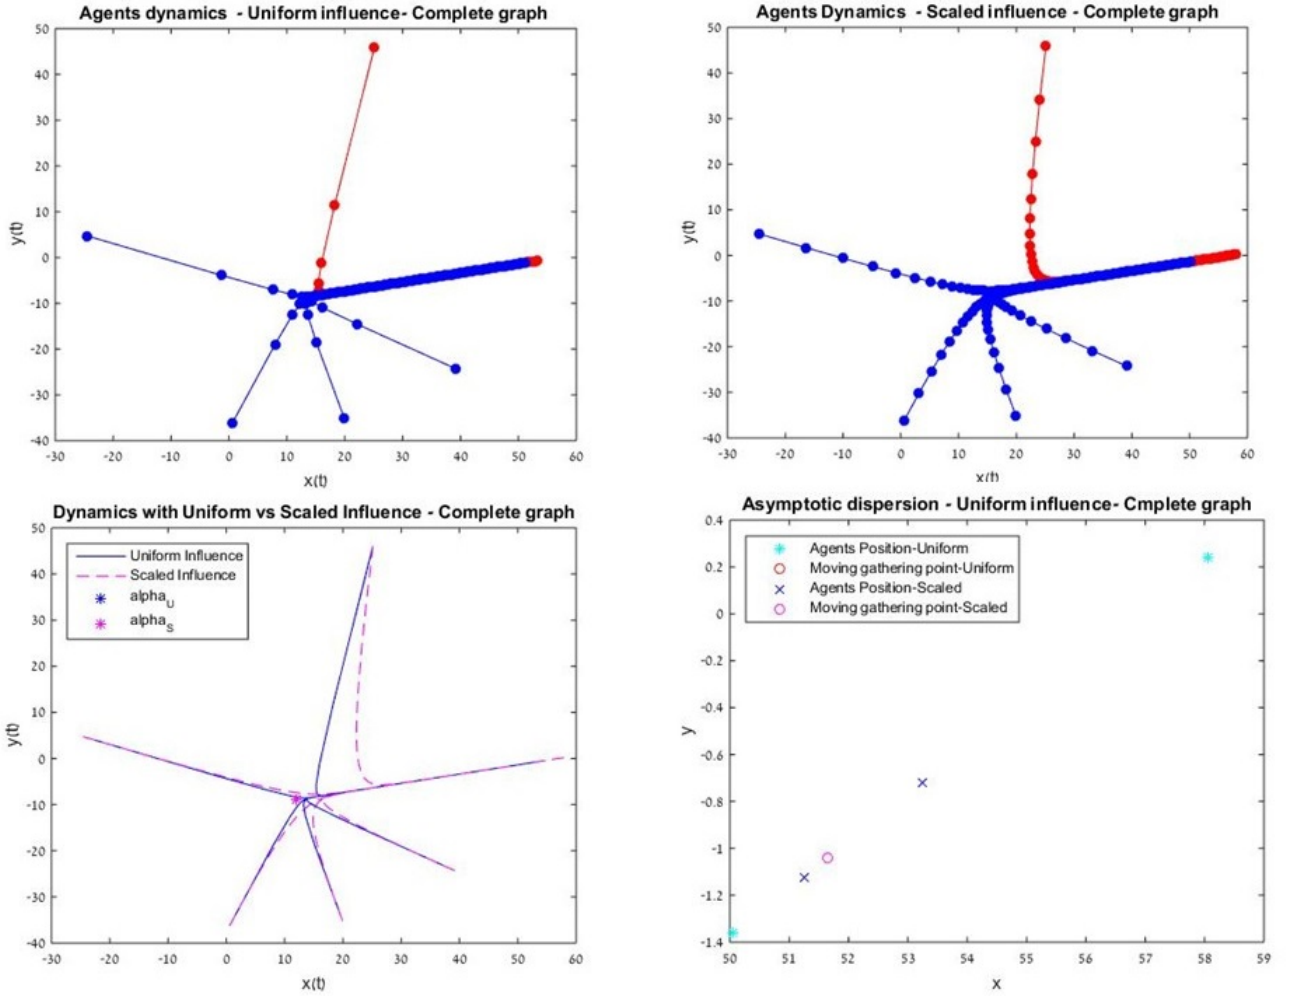 Agents dynamics - Uniform influence- Complete graph
50
40
30
20
10
0
-10
-20
-30
-40
y(t)
-30 -20 -10 0 10 20 30 40 50 60
x(t)
Agents Dynamics - Scaled influence - Complete graph
50
40
30
20
10
0
-10
-20
-30
-40
y(t)
-30 -20 -10 0 10 20 30 40 50 60
x(t)
Dynamics with Uniform vs Scaled Influence - Complete graph
50
40
30
20
10
0
-10
-20
-30
-40
y(t)
Uniform Influence
Scaled Influence
alpha_U
alpha_S
-30 -20 -10 0 10 20 30 40 50 60
x(t)
Asymptotic dispersion - Uniform influence- Cmplete graph
0.4
0.2
0
-0.2
-0.4
-0.6
-0.8
-1
-1.2
-1.4
y
Agents Position-Uniform
Moving gathering point-Uniform
Agents Position-Scaled
Moving gathering point-Scaled
50 51 52 53 54 55 56 57 58 59
x